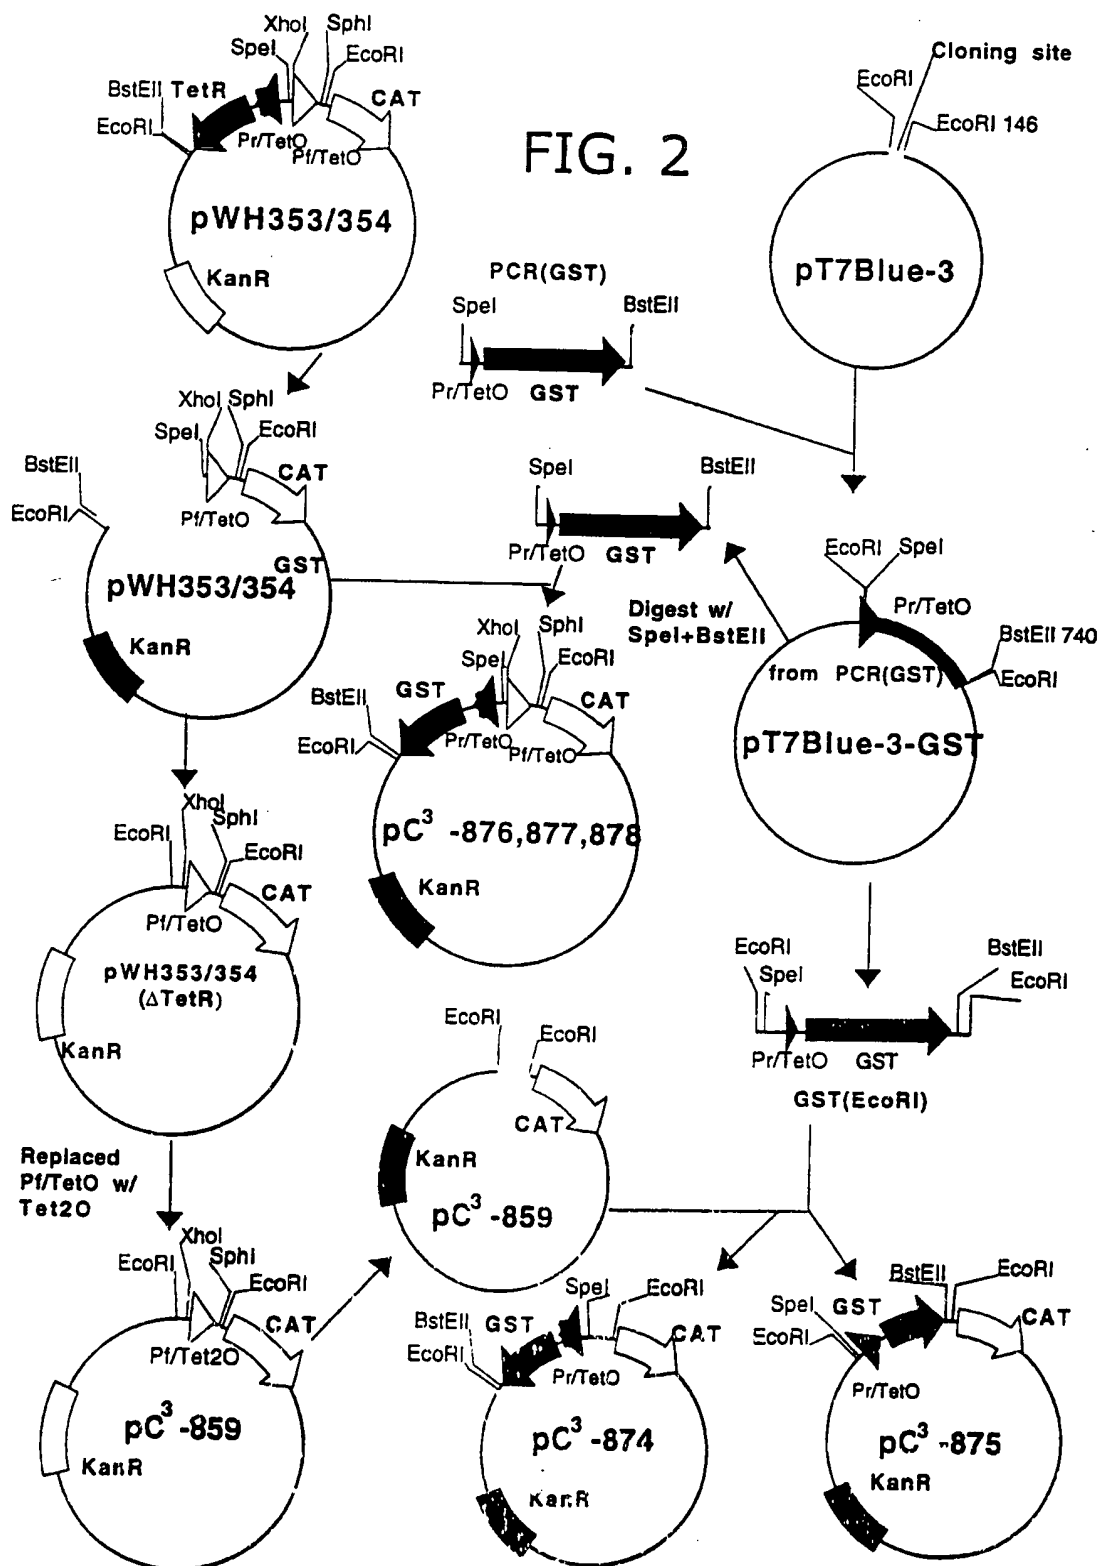 FIG. 2
XhoI
SphI
SpeI
EcoRI
BstEII
TetR
CAT
EcoRI
Pr/TetO
Pf/TetO
pWH353/354
KanR
Cloning site
EcoRI
EcoRI 146
pT7Blue-3
PCR(GST)
SpeI
BstEII
Pr/TetO
GST
XhoI
SphI
SpeI
EcoRI
BstEII
CAT
EcoRI
Pf/TetO
GST
pWH353/354
KanR
SpeI
BstEII
Pr/TetO
GST
Digest w/
SpeI+BstEII
EcoRI
SpeI
Pr/TetO
BstEII 740
EcoRI
from PCR(GST)
pT7Blue-3-GST
XhoI
SphI
SpeI
EcoRI
GST
CAT
BstEII
EcoRI
Pr/TetO
Pf/TetO
pC³ -876,877,878
KanR
XhoI
SphI
EcoRI
EcoRI
CAT
Pf/TetO
pWH353/354
(ΔTetR)
KanR
EcoRI
SpeI
BstEII
EcoRI
Pr/TetO
GST
GST(EcoRI)
EcoRI
EcoRI
CAT
KanR
pC³ -859
Replaced
Pf/TetO w/
Tet2O
XhoI
SphI
EcoRI
EcoRI
CAT
Pf/Tet2O
pC³ -859
KanR
SpeI
EcoRI
GST
CAT
BstEII
EcoRI
Pr/TetO
pC³ -874
KanR
BstEII
EcoRI
SpeI
GST
CAT
EcoRI
Pr/TetO
pC³ -875
KanR